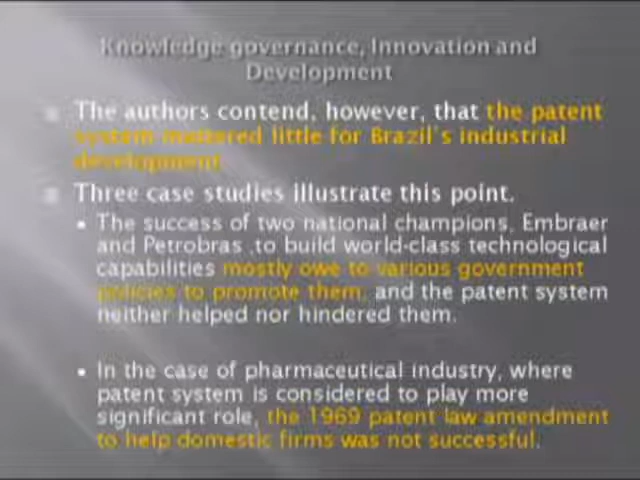 Knowledge governance, Innovation and
Development
The authors contend, however, that the patent
system mattered little for Brazil's industrial
development
Three case studies illustrate this point.
• The success of two national champions, Embraer
and Petrobras ,to build world-class technological
capabilities mostly owe to various government
policies to promote them, and the patent system
neither helped nor hindered them.
• In the case of pharmaceutical industry, where
patent system is considered to play more
significant role, the 1969 patent law amendment
to help domestic firms was not successful.